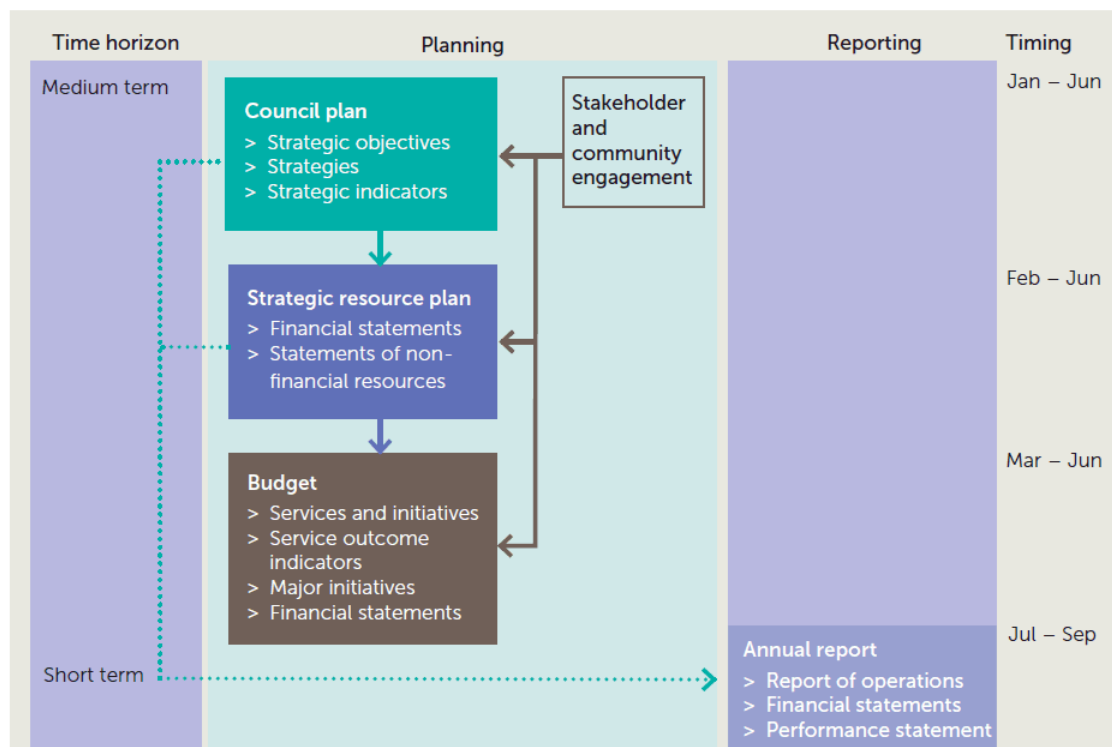 Time horizon
Planning
Reporting
Timing
Medium term
Council plan
> Strategic objectives
> Strategies
> Strategic indicators
Stakeholder
and
community
engagement
Jan – Jun
Strategic resource plan
> Financial statements
> Statements of non-
financial resources
Feb – Jun
Budget
> Services and initiatives
> Service outcome
indicators
> Major initiatives
> Financial statements
Mar – Jun
Short term
Annual report
> Report of operations
> Financial statements
> Performance statement
Jul – Sep